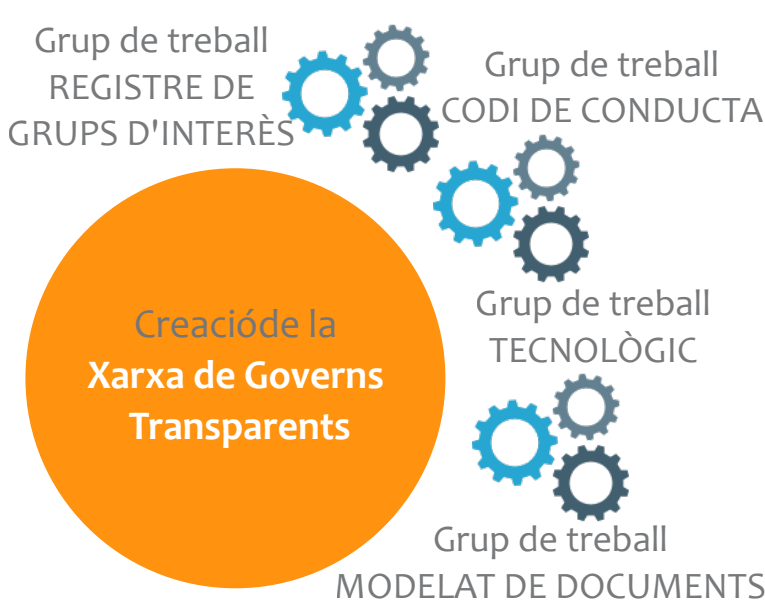 Grup de treball
REGISTRE DE
GRUPS D'INTERÈS
Grup de treball
CODI DE CONDUCTA
Creacióde la
Xarxa de Governs
Transparents
Grup de treball
TECNOLÒGIC
Grup de treball
MODELAT DE DOCUMENTS